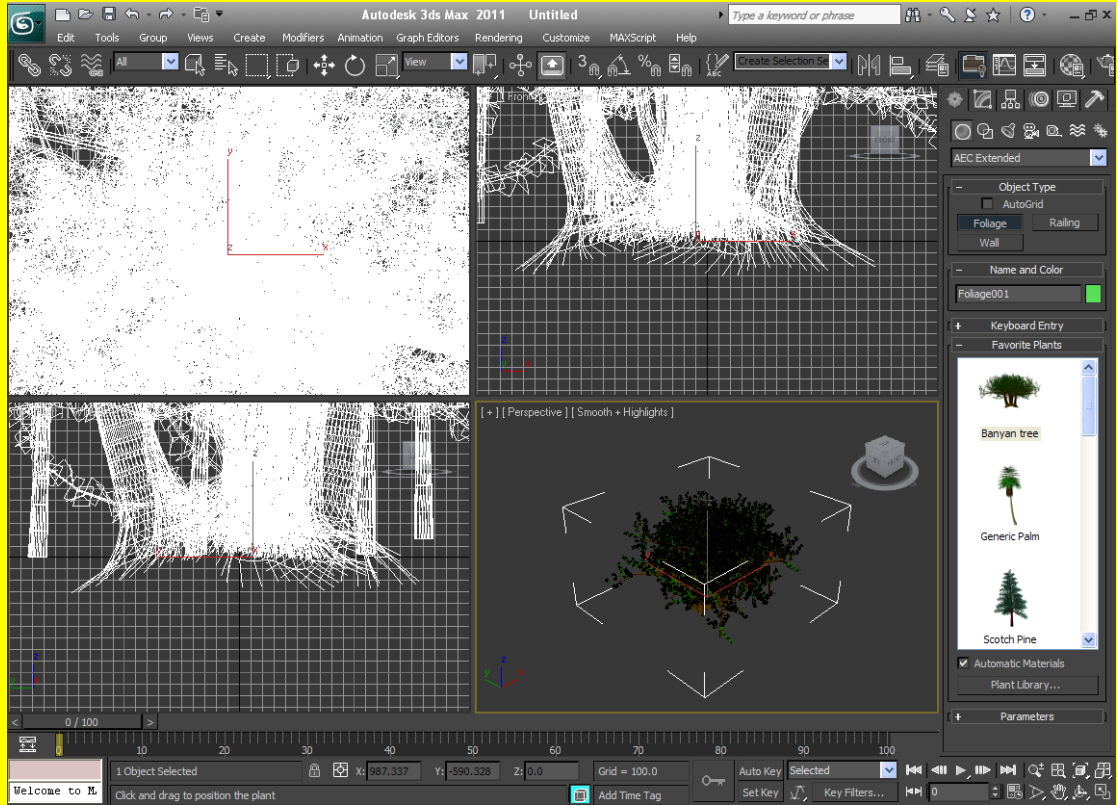 Autodesk 3ds Max 2011 Untitled
Type a keyword or phrase
Edit Tools Group Views Create Modifiers Animation Graph Editors Rendering Customize MAXScript Help
All
View
Create Selection Se
[ + ] [ Perspective ] [ Smooth + Highlights ]
AEC Extended
Object Type
AutoGrid
Foliage Railing
Wall
Name and Color
Foliage001
Keyboard Entry
Favorite Plants
Banyan tree
Generic Palm
Scotch Pine
Automatic Materials
Plant Library...
Parameters
< 0 / 100 >
0 10 20 30 40 50 60 70 80 90 100
1 Object Selected X: 987.337 Y: -590.328 Z: 0.0 Grid = 100.0 Auto Key Selected
Welcome to M
Click and drag to position the plant Add Time Tag Set Key Key Filters... 0